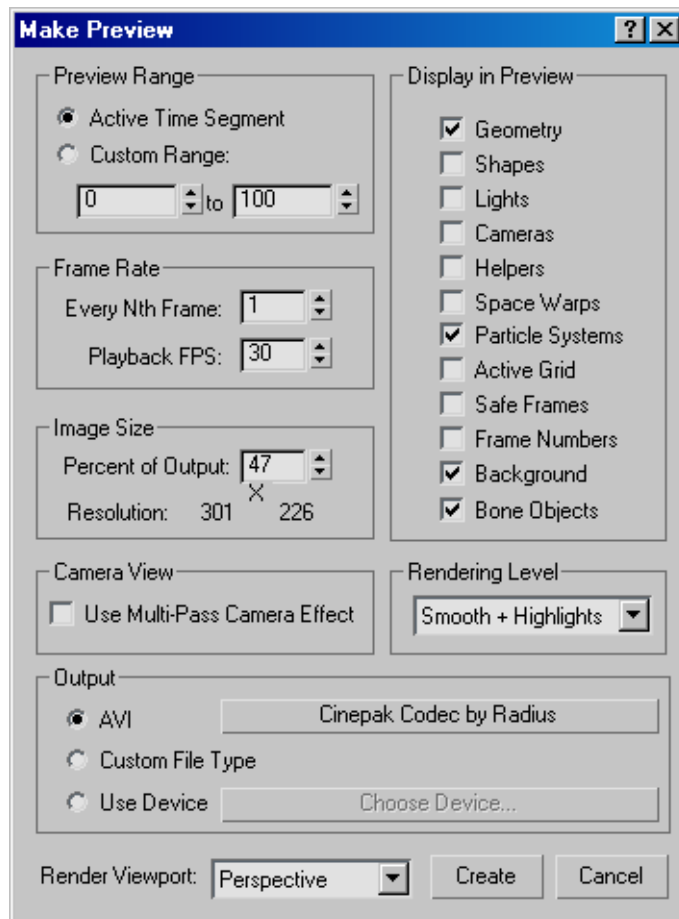 Make Preview
Preview Range
Active Time Segment
Custom Range:
0 to 100
Frame Rate
Every Nth Frame: 1
Playback FPS: 30
Image Size
Percent of Output: 47
X
Resolution: 301 226
Display in Preview
Geometry
Shapes
Lights
Cameras
Helpers
Space Warps
Particle Systems
Active Grid
Safe Frames
Frame Numbers
Background
Bone Objects
Camera View
Use Multi-Pass Camera Effect
Rendering Level
Smooth + Highlights
Output
AVI Cinepak Codec by Radius
Custom File Type
Use Device Choose Device...
Render Viewport: Perspective Create Cancel